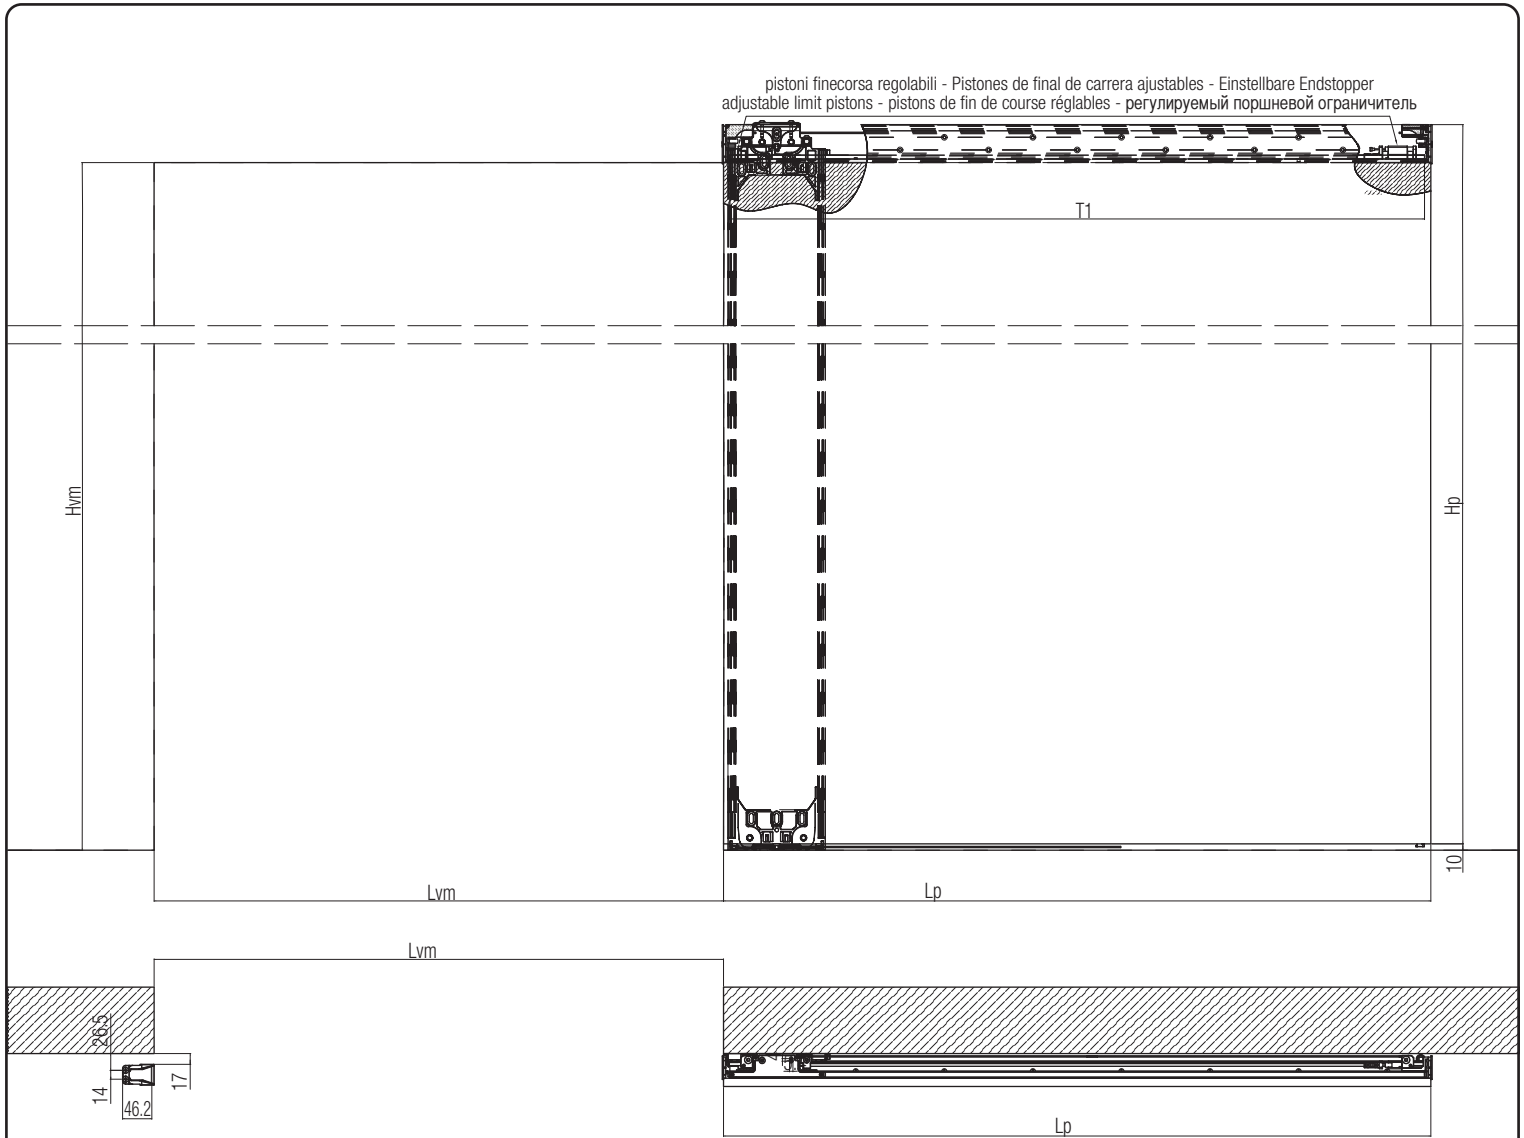 pistoni finecorsa regolabili - Pistones de final de carrera ajustables - Einstellbare Endstopper
adjustable limit pistons - pistons de fin de course réglables - регулируемый поршневой ограничитель
T1
Hvm
Hp
10
Lvm
Lp
Lvm
26.5
14
17
46.2
Lp